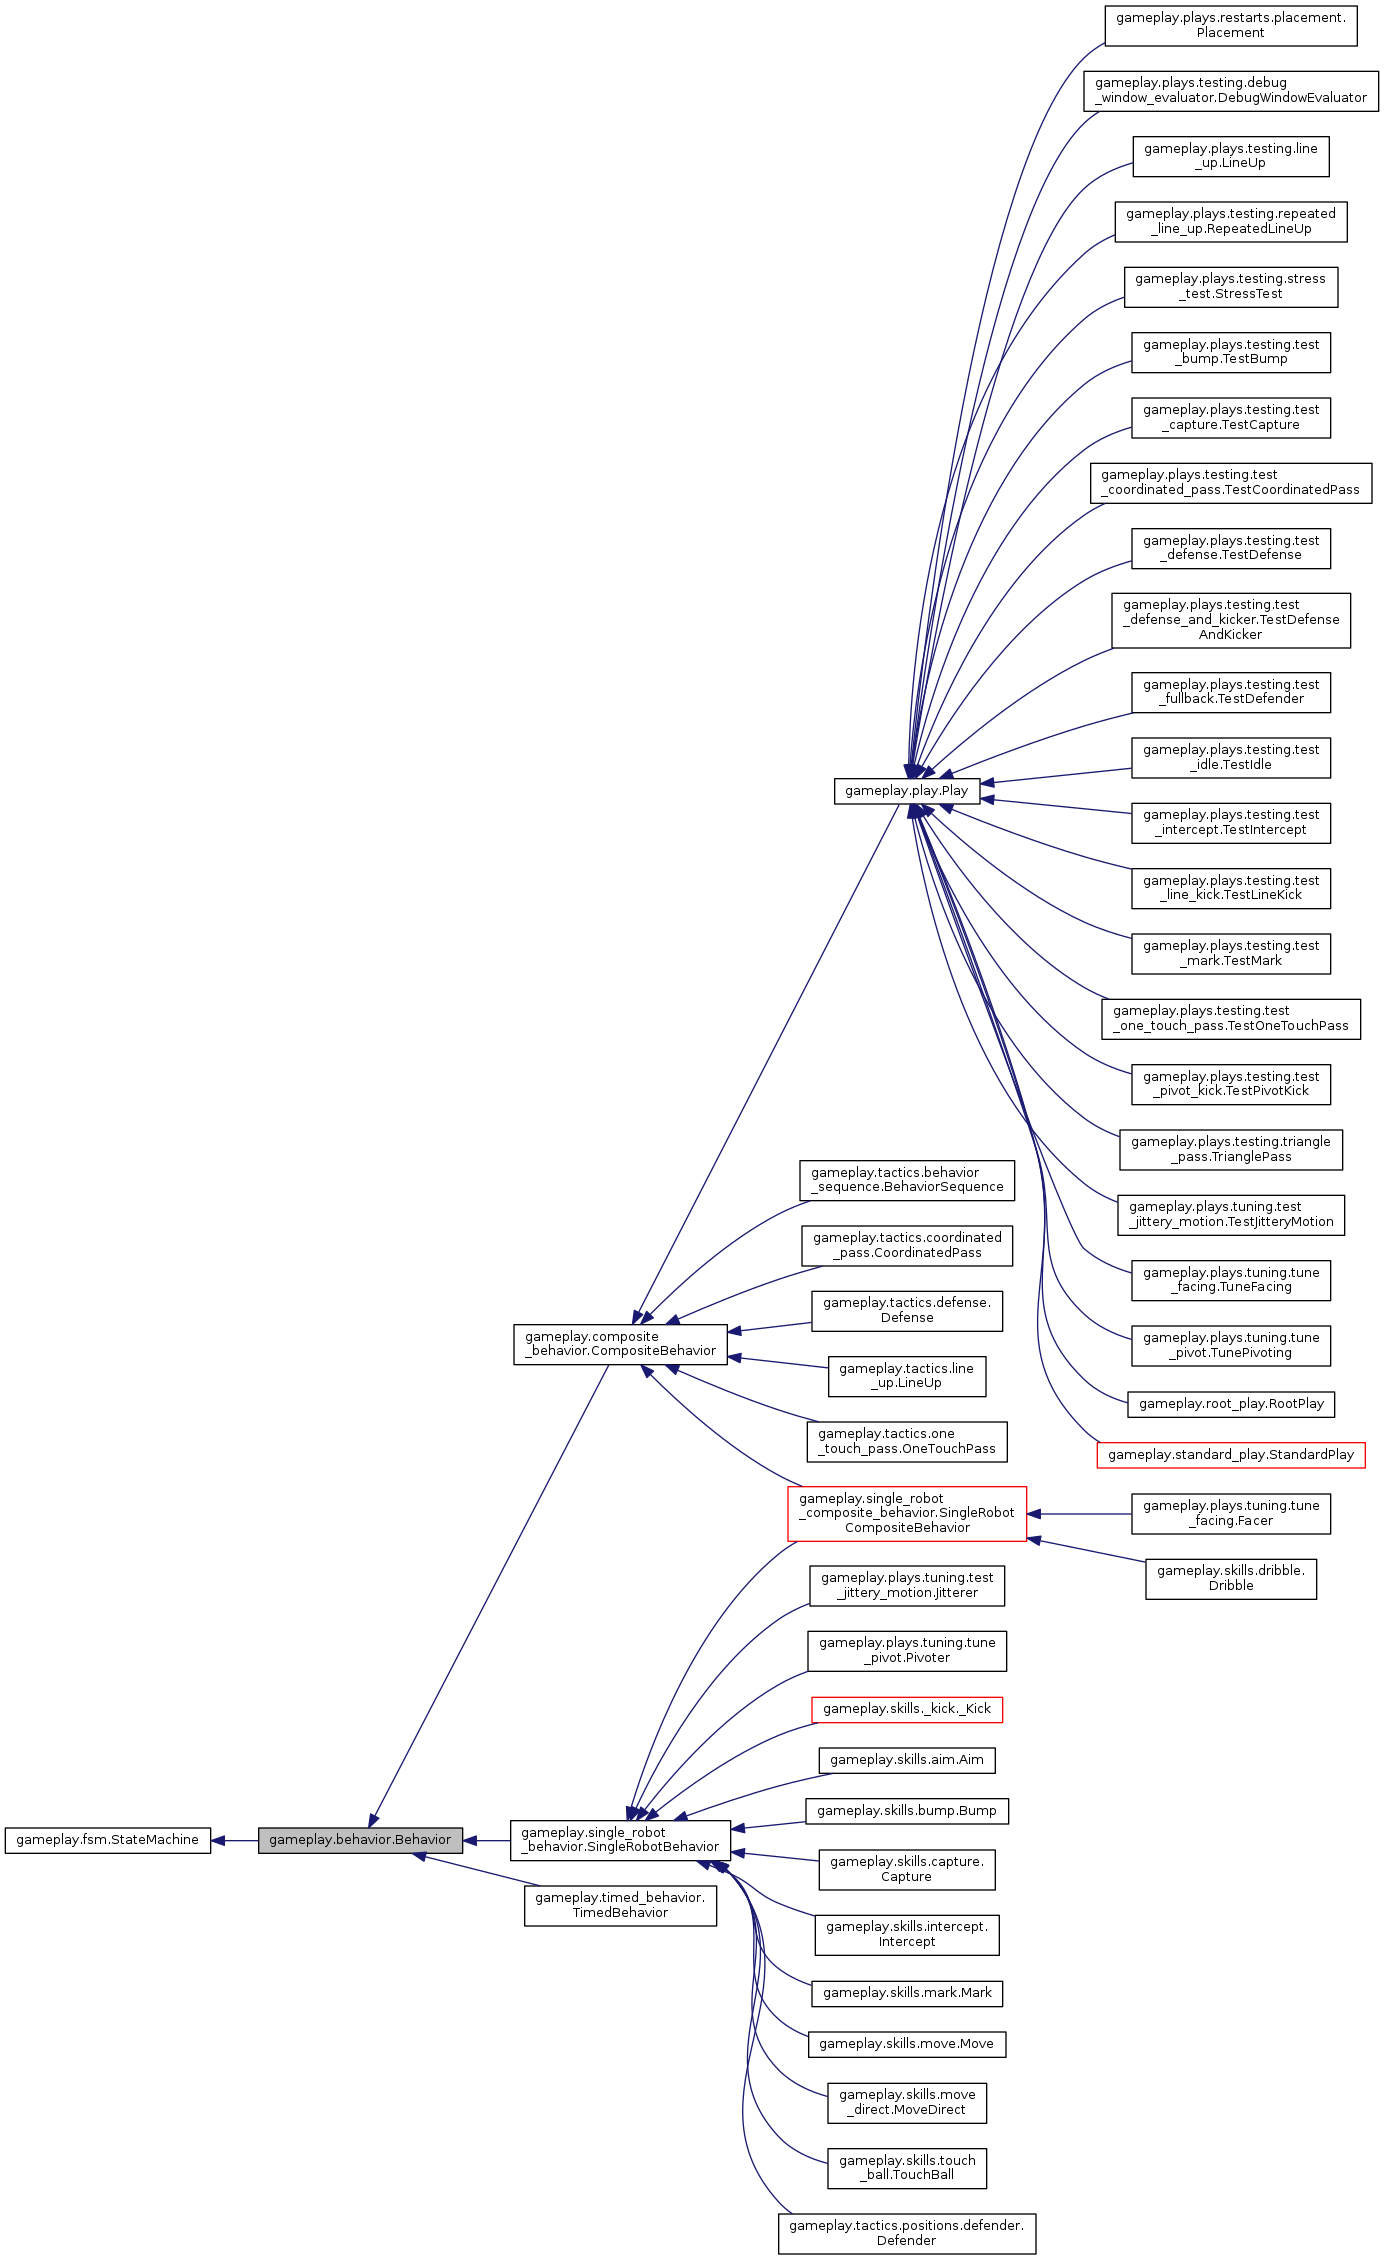 gameplay.plays.restarts.placement.
Placement
gameplay.plays.testing.debug
_window_evaluator.DebugWindowEvaluator
gameplay.plays.testing.line
_up.LineUp
gameplay.plays.testing.repeated
_line_up.RepeatedLineUp
gameplay.plays.testing.stress
_test.StressTest
gameplay.plays.testing.test
_bump.TestBump
gameplay.plays.testing.test
_capture.TestCapture
gameplay.plays.testing.test
_coordinated_pass.TestCoordinatedPass
gameplay.plays.testing.test
_defense.TestDefense
gameplay.plays.testing.test
_defense_and_kicker.TestDefense
AndKicker
gameplay.plays.testing.test
_fullback.TestDefender
gameplay.plays.testing.test
_idle.TestIdle
gameplay.play.Play
gameplay.plays.testing.test
_intercept.TestIntercept
gameplay.plays.testing.test
_line_kick.TestLineKick
gameplay.plays.testing.test
_mark.TestMark
gameplay.plays.testing.test
_one_touch_pass.TestOneTouchPass
gameplay.plays.testing.test
_pivot_kick.TestPivotKick
gameplay.plays.testing.triangle
_pass.TrianglePass
gameplay.plays.tuning.test
_jittery_motion.TestJitteryMotion
gameplay.plays.tuning.tune
_facing.TuneFacing
gameplay.plays.tuning.tune
_pivot.TunePivoting
gameplay.root_play.RootPlay
gameplay.standard_play.StandardPlay
gameplay.tactics.behavior
_sequence.BehaviorSequence
gameplay.tactics.coordinated
_pass.CoordinatedPass
gameplay.tactics.defense.
Defense
gameplay.composite
_behavior.CompositeBehavior
gameplay.tactics.line
_up.LineUp
gameplay.tactics.one
_touch_pass.OneTouchPass
gameplay.single_robot
_composite_behavior.SingleRobot
CompositeBehavior
gameplay.plays.tuning.tune
_facing.Facer
gameplay.skills.dribble.
Dribble
gameplay.plays.tuning.test
_jittery_motion.Jitterer
gameplay.plays.tuning.tune
_pivot.Pivoter
gameplay.skills._kick._Kick
gameplay.skills.aim.Aim
gameplay.skills.bump.Bump
gameplay.fsm.StateMachine
gameplay.behavior.Behavior
gameplay.single_robot
_behavior.SingleRobotBehavior
gameplay.timed_behavior.
TimedBehavior
gameplay.skills.capture.
Capture
gameplay.skills.intercept.
Intercept
gameplay.skills.mark.Mark
gameplay.skills.move.Move
gameplay.skills.move
_direct.MoveDirect
gameplay.skills.touch
_ball.TouchBall
gameplay.tactics.positions.defender.
Defender